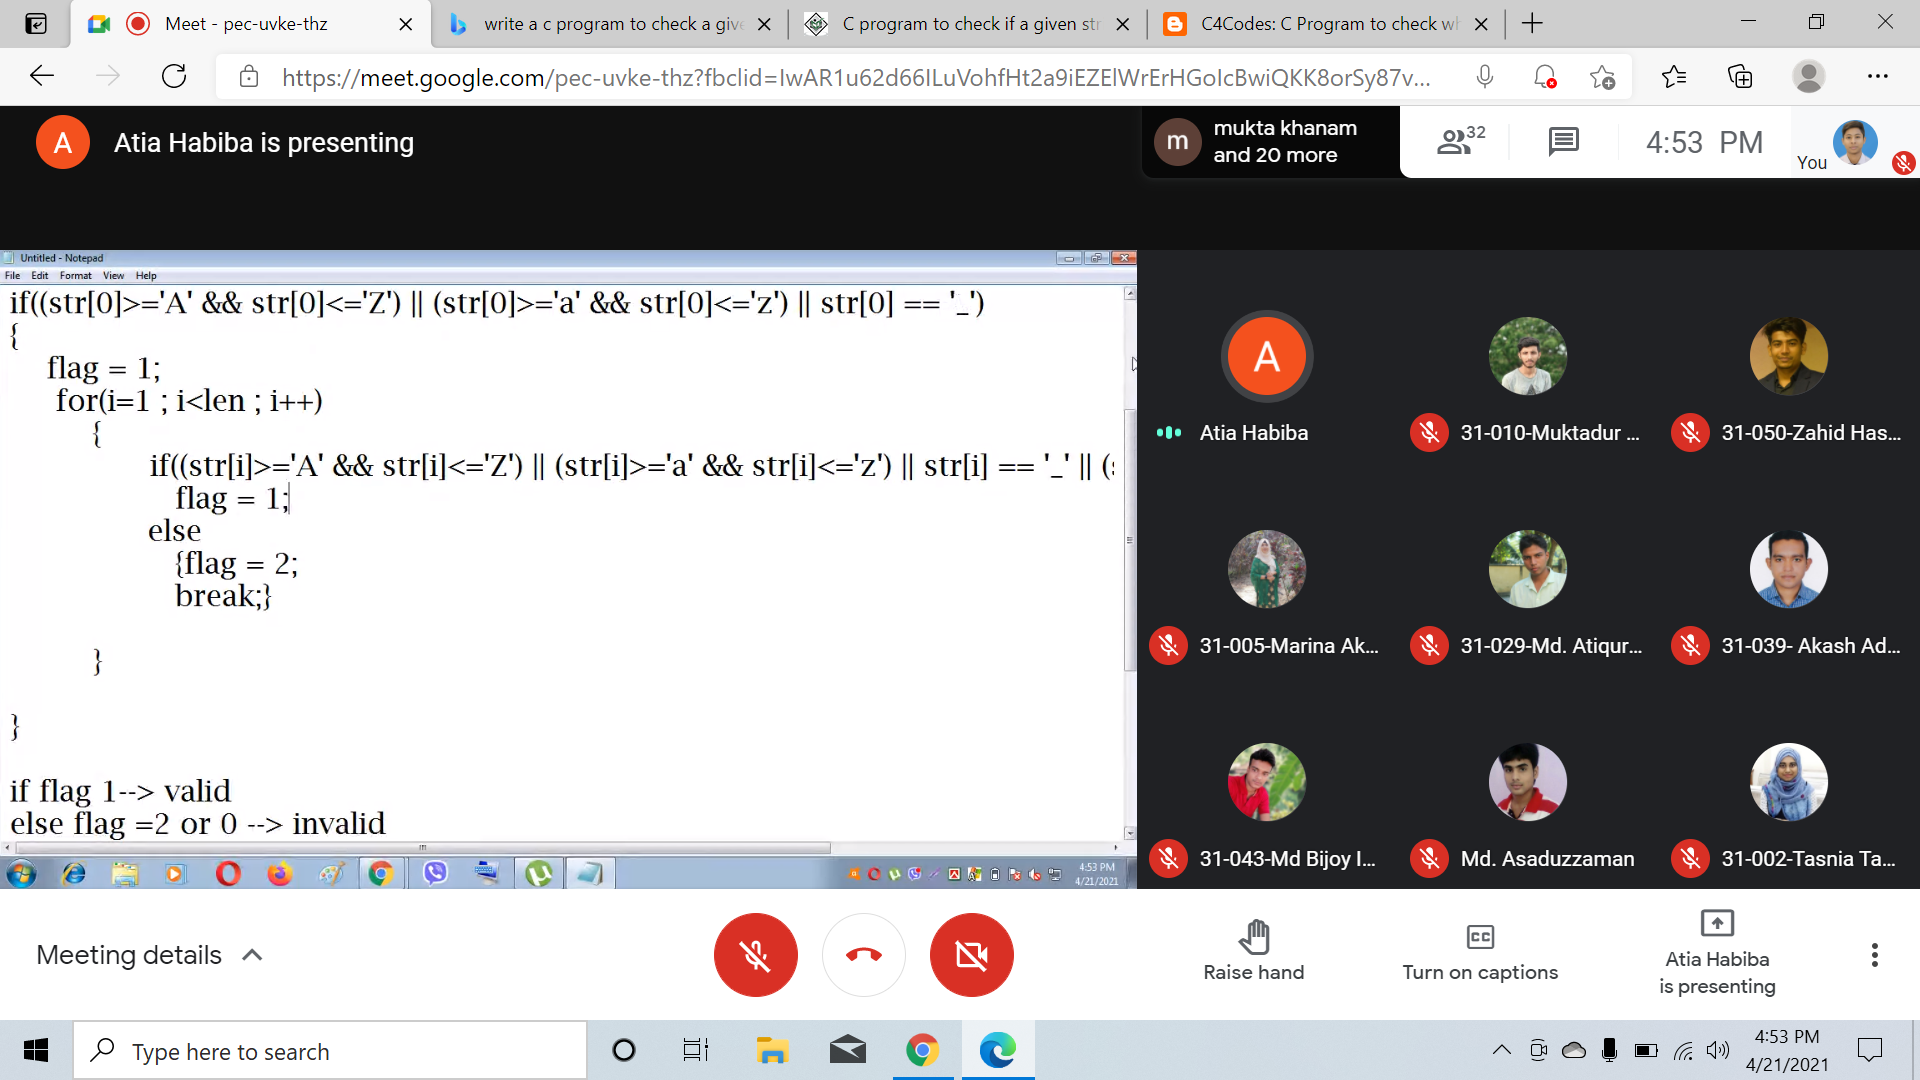 Meet - pec-uvke-thz
write a c program to check a give
C program to check if a given str
C4Codes: C Program to check wh
https://meet.google.com/pec-uvke-thz?fbclid=IwAR1u62d66ILuVohfHt2a9iEZElWrErHGoIcBwiQKK8orSy87v...
A
Atia Habiba is presenting
m
mukta khanam
and 20 more
32
4:53 PM
You
Untitled - Notepad
File Edit Format View Help
if((str[0]>='A' && str[0]<='Z') || (str[0]>='a' && str[0]<='z') || str[0] == '_')
{
flag = 1;
for(i=1 ; i<len ; i++)
{
if((str[i]>='A' && str[i]<='Z') || (str[i]>='a' && str[i]<='z') || str[i] == '_' || (
flag = 1;
else
{flag = 2;
break;}
}
}
if flag 1--> valid
else flag =2 or 0 --> invalid
4:53 PM
4/21/2021
A
Atia Habiba
31-010-Muktadur ...
31-050-Zahid Has...
31-005-Marina Ak...
31-029-Md. Atiqur...
31-039- Akash Ad...
31-043-Md Bijoy I...
Md. Asaduzzaman
31-002-Tasnia Ta...
Meeting details
Raise hand
CC
Turn on captions
Atia Habiba
is presenting
Type here to search
4:53 PM
4/21/2021